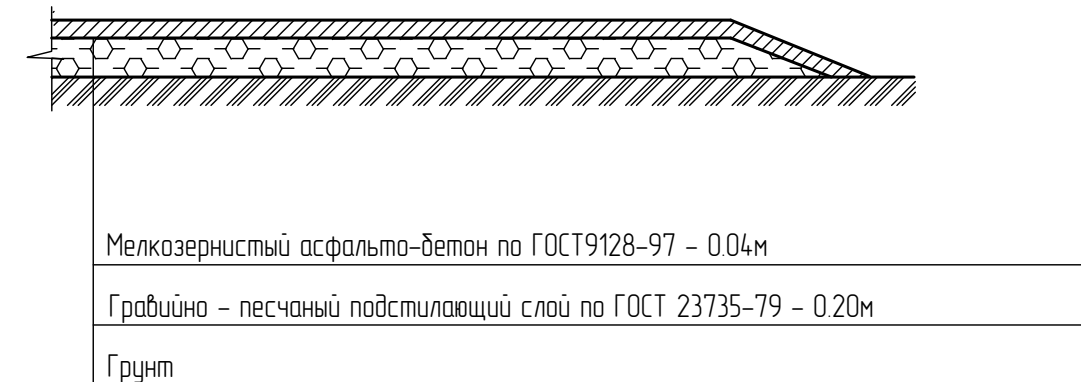 Мелкозернистый асфальто-бетон по ГОСТ9128-97 - 0.04м
Гравийно - песчаный подстилающий слой по ГОСТ 23735-79 - 0.20м
Грунт